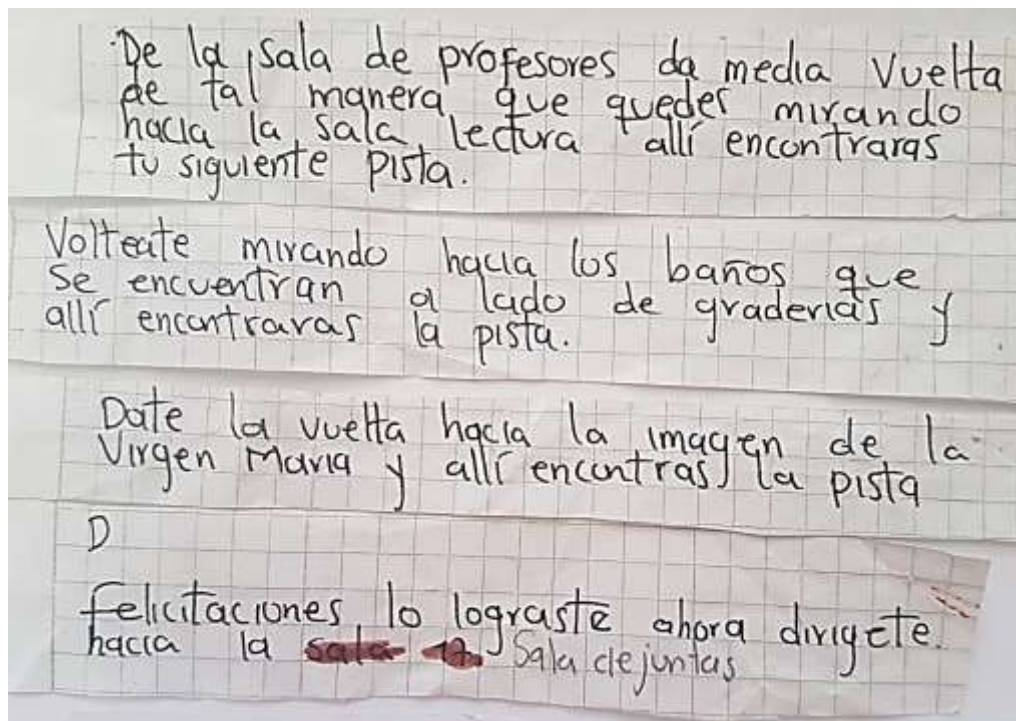 De la sala de profesores da media vuelta
de tal manera que quedes mirando
hacia la sala lectura allí encontraras
tu siguiente pista.
Volteate mirando hacia los baños que
se encuentran a lado de graderias y
allí encontraras la pista.
Date la vuelta hacia la imagen de la
Virgen Maria y allí encontras la pista
D
felicitaciones lo lograste ahora dirigete.
hacia la sala 17. Sala de juntas